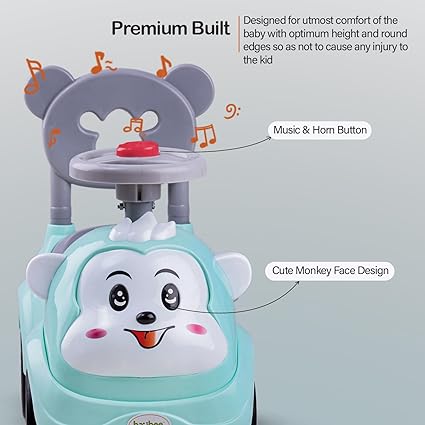 Premium Built
Designed for utmost comfort of the
baby with optimum height and round
edges so as not to cause any injury to
the kid
Music & Horn Button
Cute Monkey Face Design
baybee